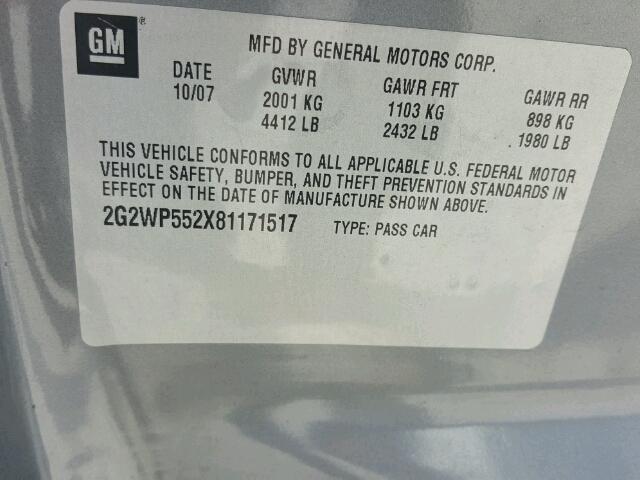 GM ®
MFD BY GENERAL MOTORS CORP.
DATE GVWR GAWR FRT GAWR RR
10/07 2001 KG 1103 KG 898 KG
4412 LB 2432 LB 1980 LB
THIS VEHICLE CONFORMS TO ALL APPLICABLE U.S. FEDERAL MOTOR
VEHICLE SAFETY, BUMPER, AND THEFT PREVENTION STANDARDS IN
EFFECT ON THE DATE OF MANUFACTURE SHOWN ABOVE.
2G2WP552X81171517 TYPE: PASS CAR